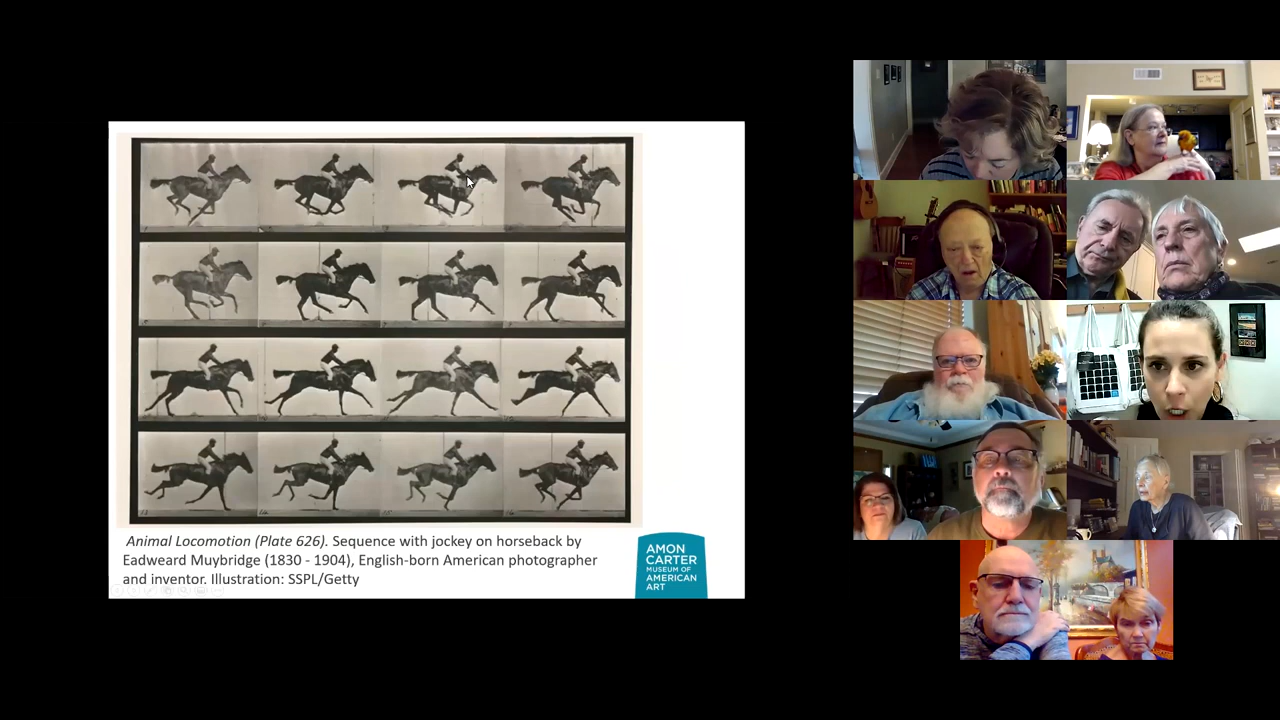 Animal Locomotion (Plate 626). Sequence with jockey on horseback by
Eadweard Muybridge (1830 - 1904), English-born American photographer
and inventor. Illustration: SSPL/Getty
AMON
CARTER
MUSEUM OF
AMERICAN
ART